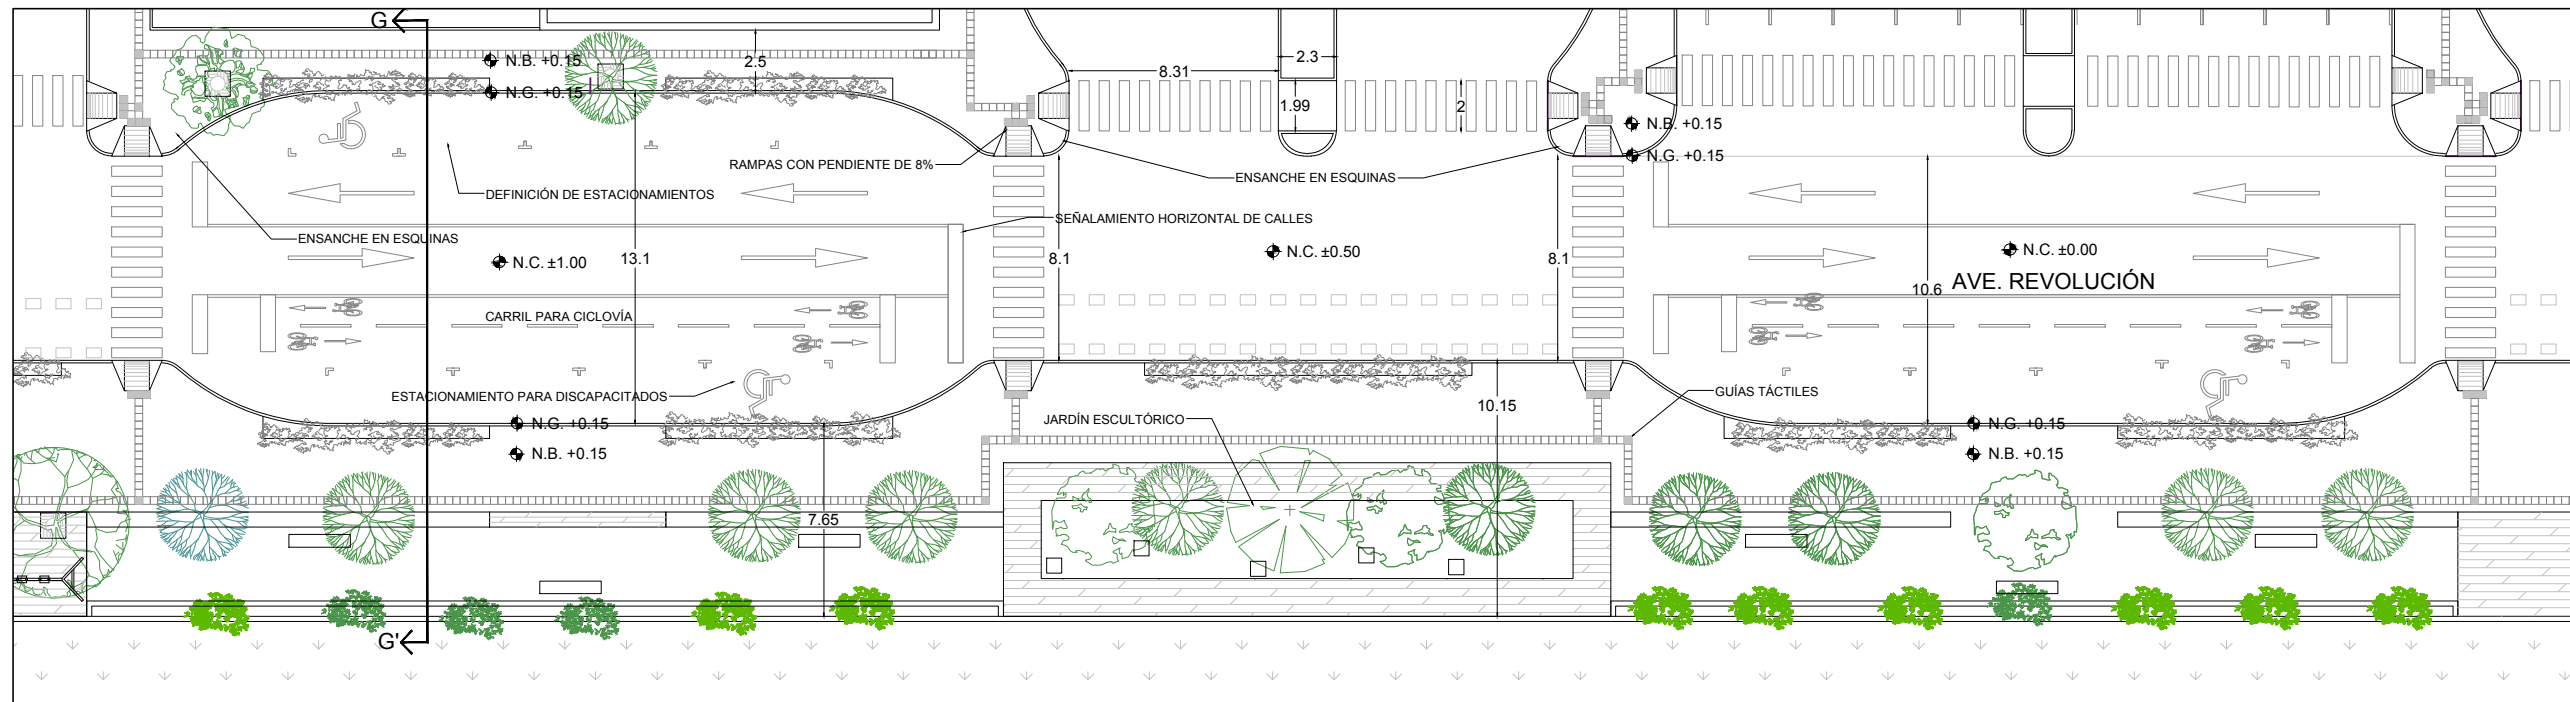 G
N.B. +0.15
2.5
N.G. +0.15
8.31
2.3
1.99
2
N.B. +0.15
N.G. +0.15
RAMPAS CON PENDIENTE DE 8%
ENSANCHE EN ESQUINAS
DEFINICIÓN DE ESTACIONAMIENTOS
SEÑALAMIENTO HORIZONTAL DE CALLES
ENSANCHE EN ESQUINAS
N.C. ±1.00
13.1
8.1
N.C. ±0.50
8.1
N.C. ±0.00
10.6
AVE. REVOLUCIÓN
CARRIL PARA CICLOVÍA
ESTACIONAMIENTO PARA DISCAPACITADOS
GUÍAS TÁCTILES
10.15
JARDÍN ESCULTÓRICO
N.G. +0.15
N.G. +0.15
N.B. +0.15
N.B. +0.15
7.65
G'